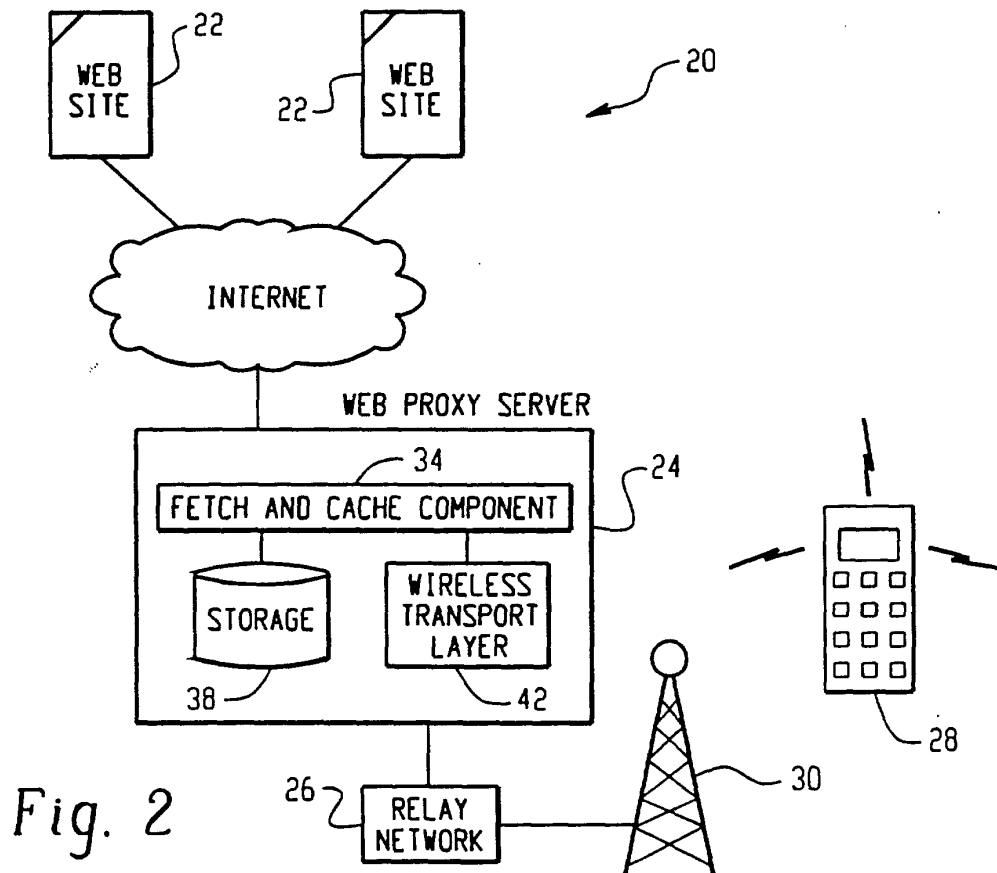 22
22
20
WEB
SITE
WEB
SITE
INTERNET
WEB PROXY SERVER
34
24
FETCH AND CACHE COMPONENT
STORAGE
WIRELESS
TRANSPORT
LAYER
38
42
28
30
26
RELAY
NETWORK
Fig. 2